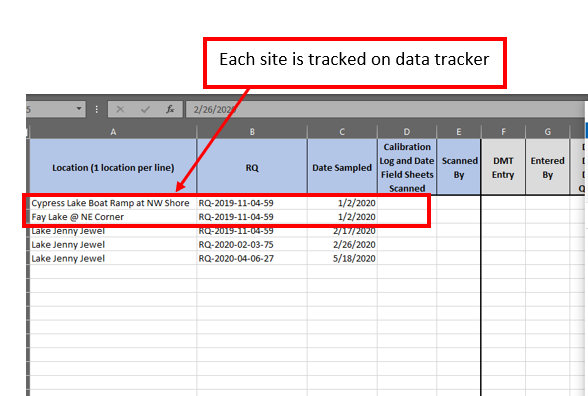 Each site is tracked on data tracker
5 fx 2/26/2020
A B C D E F G
Location (1 location per line) RQ Date Sampled Calibration Log and Date Field Sheets Scanned Scanned By DMT Entry Entered By
Cypress Lake Boat Ramp at NW Shore RQ-2019-11-04-59 1/2/2020
Fay Lake @ NE Corner RQ-2019-11-04-59 1/2/2020
Lake Jenny Jewel RQ-2019-11-04-59 2/17/2020
Lake Jenny Jewel RQ-2020-02-03-75 2/26/2020
Lake Jenny Jewel RQ-2020-04-06-27 5/18/2020